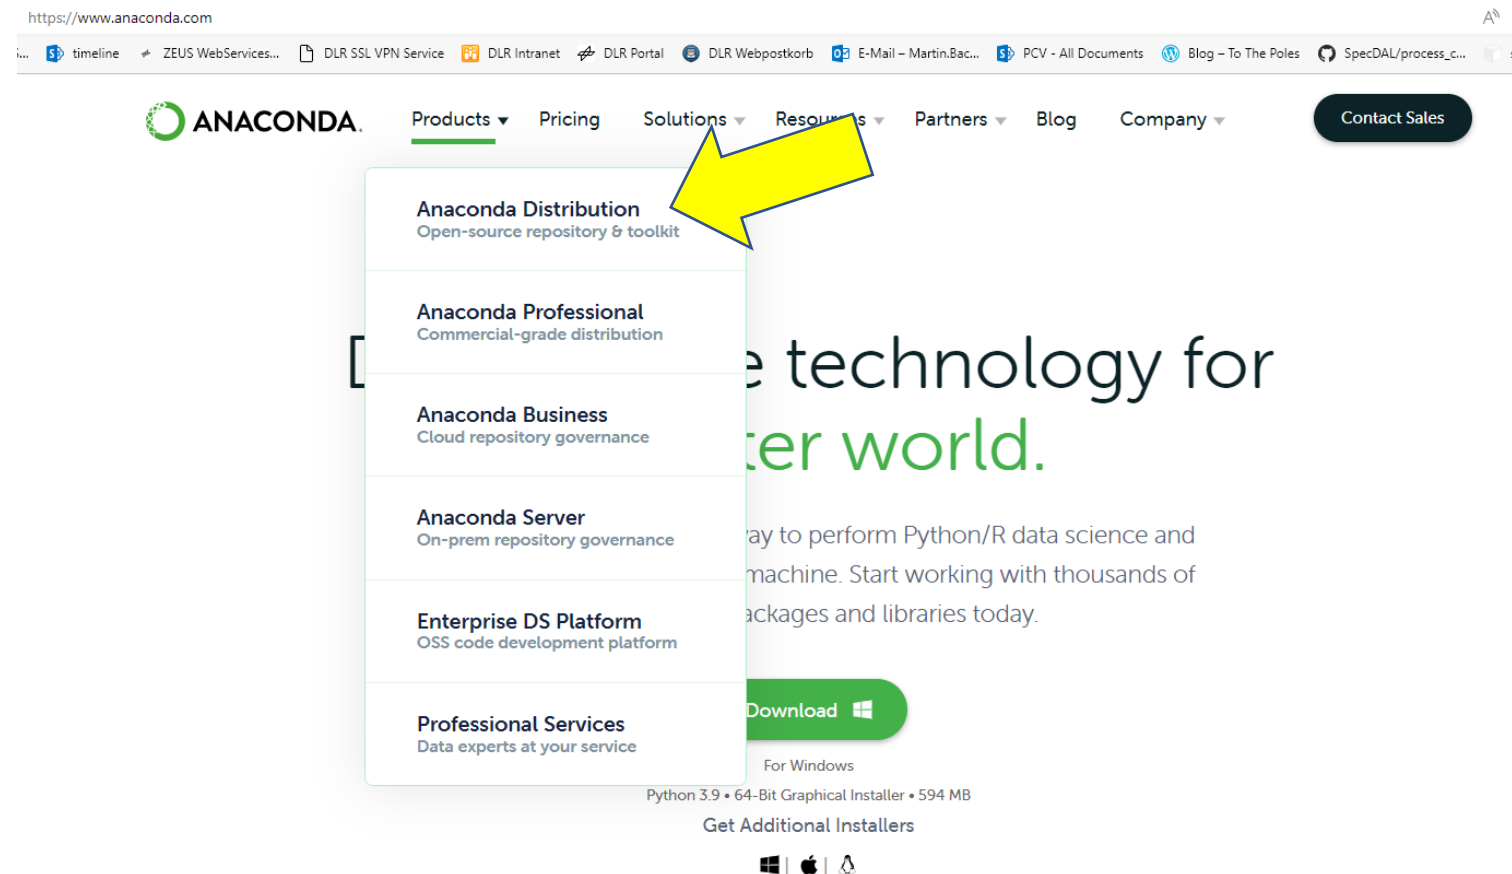 https://www.anaconda.com
timeline
ZEUS WebServices...
DLR SSL VPN Service
DLR Intranet
DLR Portal
DLR Webpostkorb
E-Mail – Martin.Bac...
PCV - All Documents
Blog – To The Poles
SpecDAL/process_c...
ANACONDA.
Products
Pricing
Solutions
Resources
Partners
Blog
Company
Contact Sales
Anaconda Distribution
Open-source repository & toolkit
Anaconda Professional
Commercial-grade distribution
Anaconda Business
Cloud repository governance
Anaconda Server
On-prem repository governance
Enterprise DS Platform
OSS code development platform
Professional Services
Data experts at your service
technology for
world.
to perform Python/R data science and
machine. Start working with thousands of
and libraries today.
Download
For Windows
Python 3.9 • 64-Bit Graphical Installer • 594 MB
Get Additional Installers